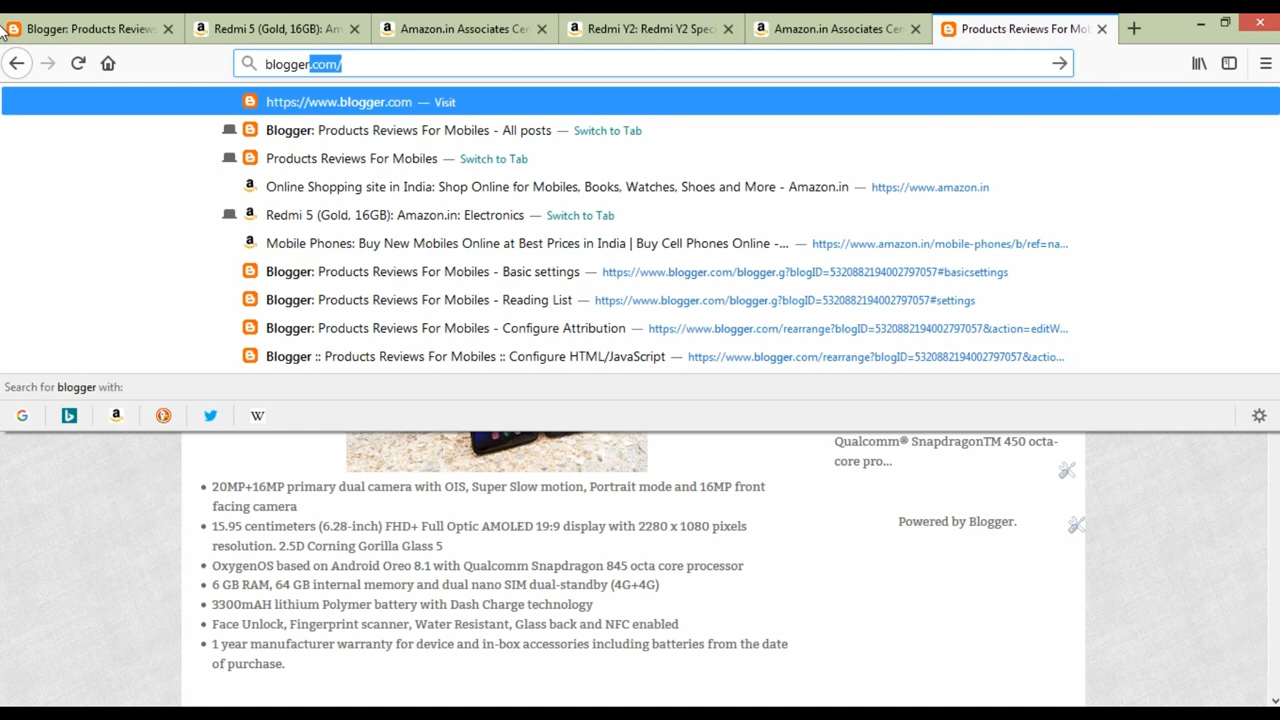 Blogger: Products Reviews
Redmi 5 (Gold, 16GB): Am
Amazon.in Associates Cen
Redmi Y2: Redmi Y2 Spec
Amazon.in Associates Cen
Products Reviews For Mob
blogger.com/
https://www.blogger.com — Visit
Blogger: Products Reviews For Mobiles - All posts — Switch to Tab
Products Reviews For Mobiles — Switch to Tab
Online Shopping site in India: Shop Online for Mobiles, Books, Watches, Shoes and More - Amazon.in — https://www.amazon.in
Redmi 5 (Gold, 16GB): Amazon.in: Electronics — Switch to Tab
Mobile Phones: Buy New Mobiles Online at Best Prices in India | Buy Cell Phones Online -... — https://www.amazon.in/mobile-phones/b/ref=na...
Blogger: Products Reviews For Mobiles - Basic settings — https://www.blogger.com/blogger.g?blogID=5320882194002797057#basicsettings
Blogger: Products Reviews For Mobiles - Reading List — https://www.blogger.com/blogger.g?blogID=5320882194002797057#settings
Blogger: Products Reviews For Mobiles - Configure Attribution — https://www.blogger.com/rearrange?blogID=5320882194002797057&action=editW...
Blogger :: Products Reviews For Mobiles :: Configure HTML/JavaScript — https://www.blogger.com/rearrange?blogID=5320882194002797057&actio...
Search for blogger with:
Qualcomm® SnapdragonTM 450 octa-
core pro...
Powered by Blogger.
• 20MP+16MP primary dual camera with OIS, Super Slow motion, Portrait mode and 16MP front
facing camera
• 15.95 centimeters (6.28-inch) FHD+ Full Optic AMOLED 19:9 display with 2280 x 1080 pixels
resolution. 2.5D Corning Gorilla Glass 5
• OxygenOS based on Android Oreo 8.1 with Qualcomm Snapdragon 845 octa core processor
• 6 GB RAM, 64 GB internal memory and dual nano SIM dual-standby (4G+4G)
• 3300mAH lithium Polymer battery with Dash Charge technology
• Face Unlock, Fingerprint scanner, Water Resistant, Glass back and NFC enabled
• 1 year manufacturer warranty for device and in-box accessories including batteries from the date
of purchase.